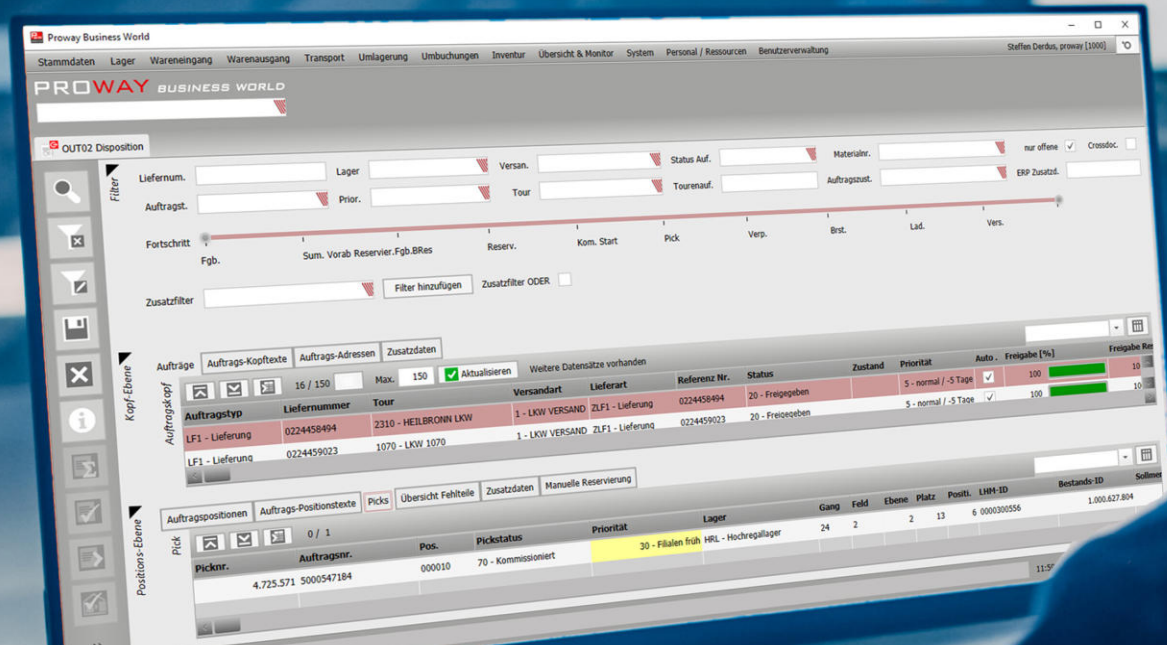 Proway Business World
Stammdaten Lager Wareneingang Warenausgang Transport Umlagerung Umbuchungen Inventur Übersicht & Monitor System Personal / Ressourcen Benutzerverwaltung Steffen Derdus, proway [1000]
PROWAY BUSINESS WORLD
OUT02 Disposition
Filter
Liefernum. Lager Versan. Status Auf. Materialnr. nur offene Crossdoc.
Auftragst. Prior. Tour Tourenauf. Auftragszust. ERP Zusatzd.
Fortschritt
Fgb. Sum. Vorab Reservier.Fgb.BRes Reserv. Kom. Start Pick Verp. Brst. Lad. Vers.
Zusatzfilter Filter hinzufügen Zusatzfilter ODER
Kopf-Ebene
Aufträge Auftrags-Kopftexte Auftrags-Adressen Zusatzdaten
Auftragskopf
16 / 150 Max. 150 Aktualisieren Weitere Datensätze vorhanden
Auftragstyp Liefernummer Tour Versandart Lieferart Referenz Nr. Status Zustand Priorität Auto . Freigabe [%] Freigabe Res
LF1 - Lieferung 0224458494 2310 - HEILBRONN LKW 1 - LKW VERSAND ZLF1 - Lieferung 0224458494 20 - Freigegeben 5 - normal / -5 Tage 100 10
LF1 - Lieferung 0224459023 1070 - LKW 1070 1 - LKW VERSAND ZLF1 - Lieferung 0224459023 20 - Freigegeben 5 - normal / -5 Tage 100 10
Positions-Ebene
Auftragspositionen Auftrags-Positionstexte Picks Übersicht Fehlteile Zusatzdaten Manuelle Reservierung
Pick
0 / 1
Picknr. Auftragsnr. Pos. Pickstatus Priorität Lager Gang Feld Ebene Platz Positi. LHM-ID Bestands-ID Sollmen
4.725.571 5000547184 000010 70 - Kommissioniert 30 - Filialen früh HRL - Hochregallager 24 2 2 13 6 0000300556 1.000.627.804